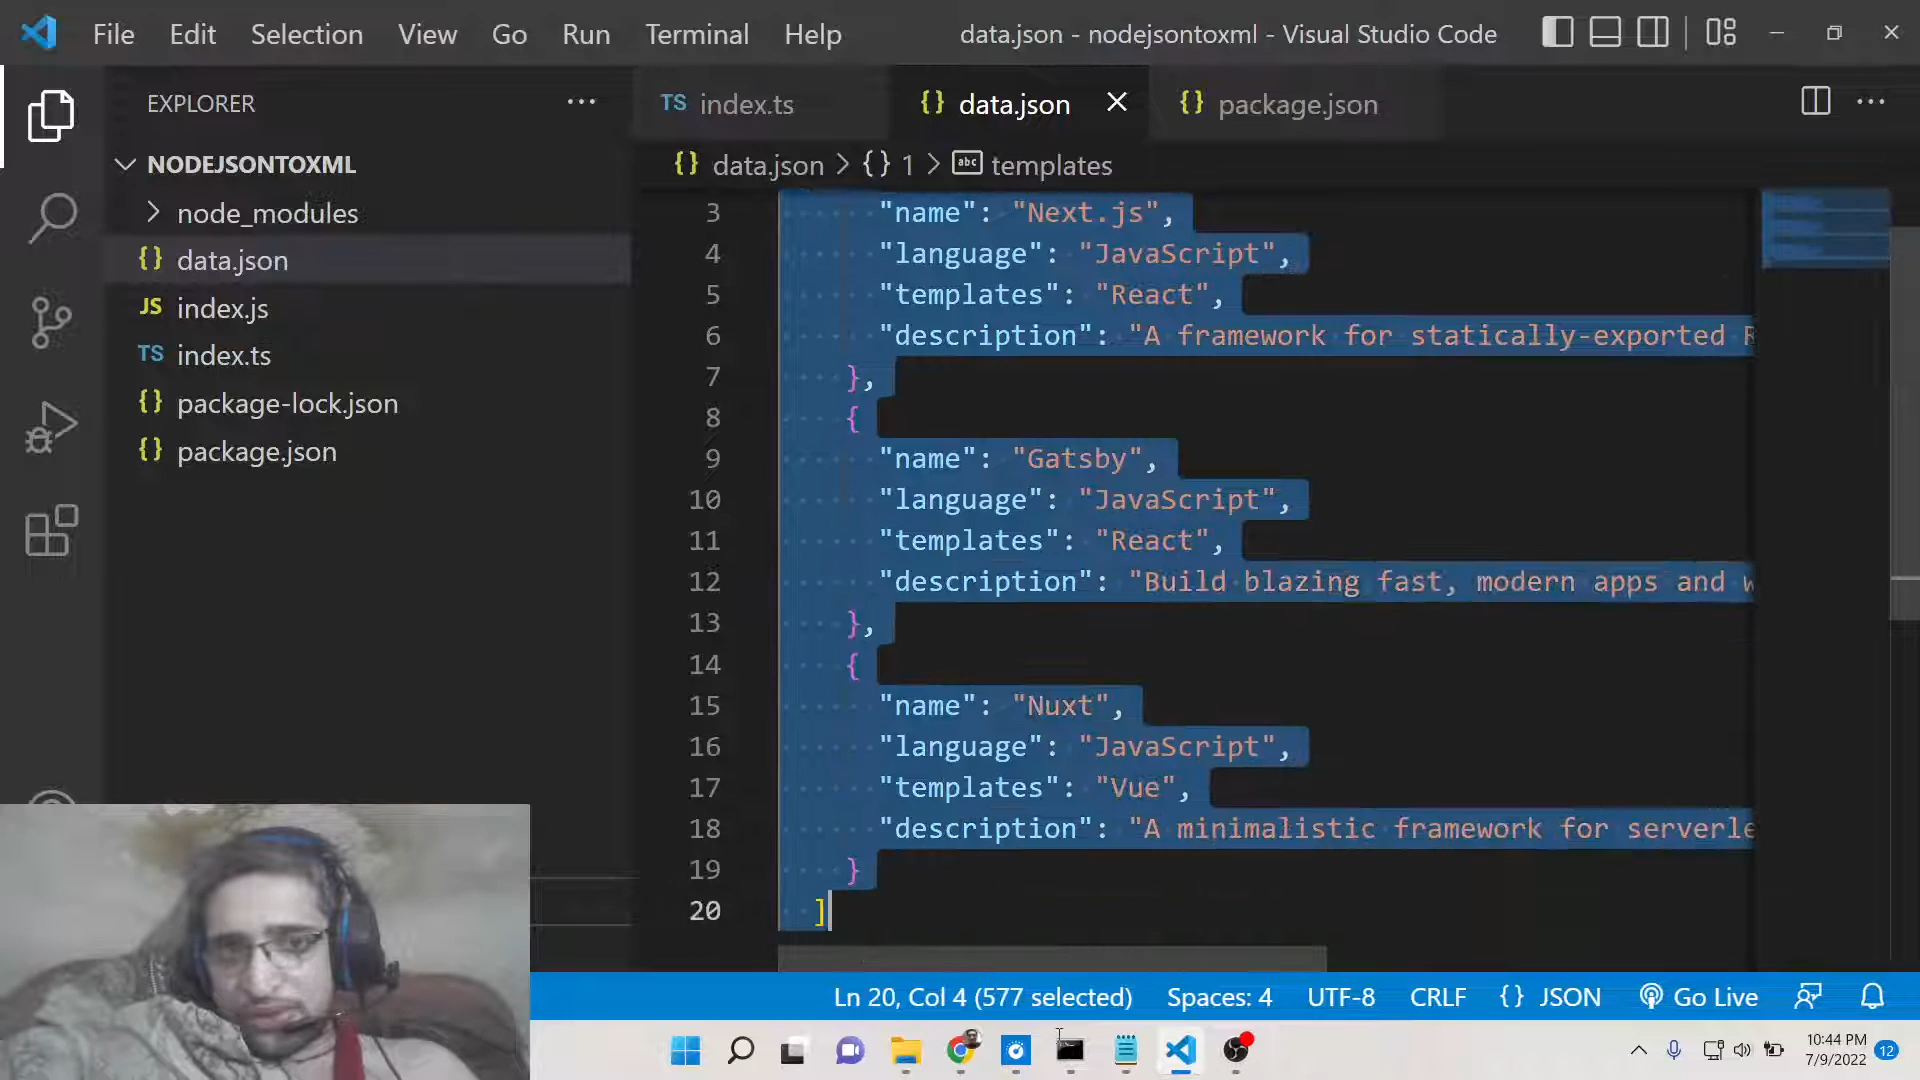 File Edit Selection View Go Run Terminal Help data.json - nodejsontoxml - Visual Studio Code
EXPLORER
TS index.ts {} data.json {} package.json
{} data.json > {} 1 > abc templates
NODEJSONTOXML
node_modules
{} data.json
JS index.js
TS index.ts
{} package-lock.json
{} package.json
3 "name": "Next.js",
4 "language": "JavaScript",
5 "templates": "React",
6 "description": "A framework for statically-exported R
7 },
8 {
9 "name": "Gatsby",
10 "language": "JavaScript",
11 "templates": "React",
12 "description": "Build blazing fast, modern apps and w
13 },
14 {
15 "name": "Nuxt",
16 "language": "JavaScript",
17 "templates": "Vue",
18 "description": "A minimalistic framework for serverle
19 }
20 ]
Ln 20, Col 4 (577 selected) Spaces: 4 UTF-8 CRLF {} JSON Go Live
10:44 PM
7/9/2022
12